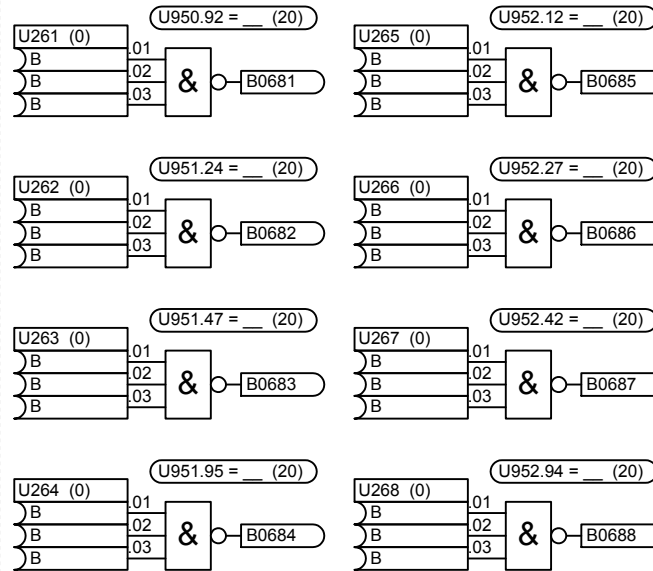 U950.92 = __ (20)
U261 (0)
B .01
B .02
B .03
&
B0681
U952.12 = __ (20)
U265 (0)
B .01
B .02
B .03
&
B0685
U951.24 = __ (20)
U262 (0)
B .01
B .02
B .03
&
B0682
U952.27 = __ (20)
U266 (0)
B .01
B .02
B .03
&
B0686
U951.47 = __ (20)
U263 (0)
B .01
B .02
B .03
&
B0683
U952.42 = __ (20)
U267 (0)
B .01
B .02
B .03
&
B0687
U951.95 = __ (20)
U264 (0)
B .01
B .02
B .03
&
B0684
U952.94 = __ (20)
U268 (0)
B .01
B .02
B .03
&
B0688